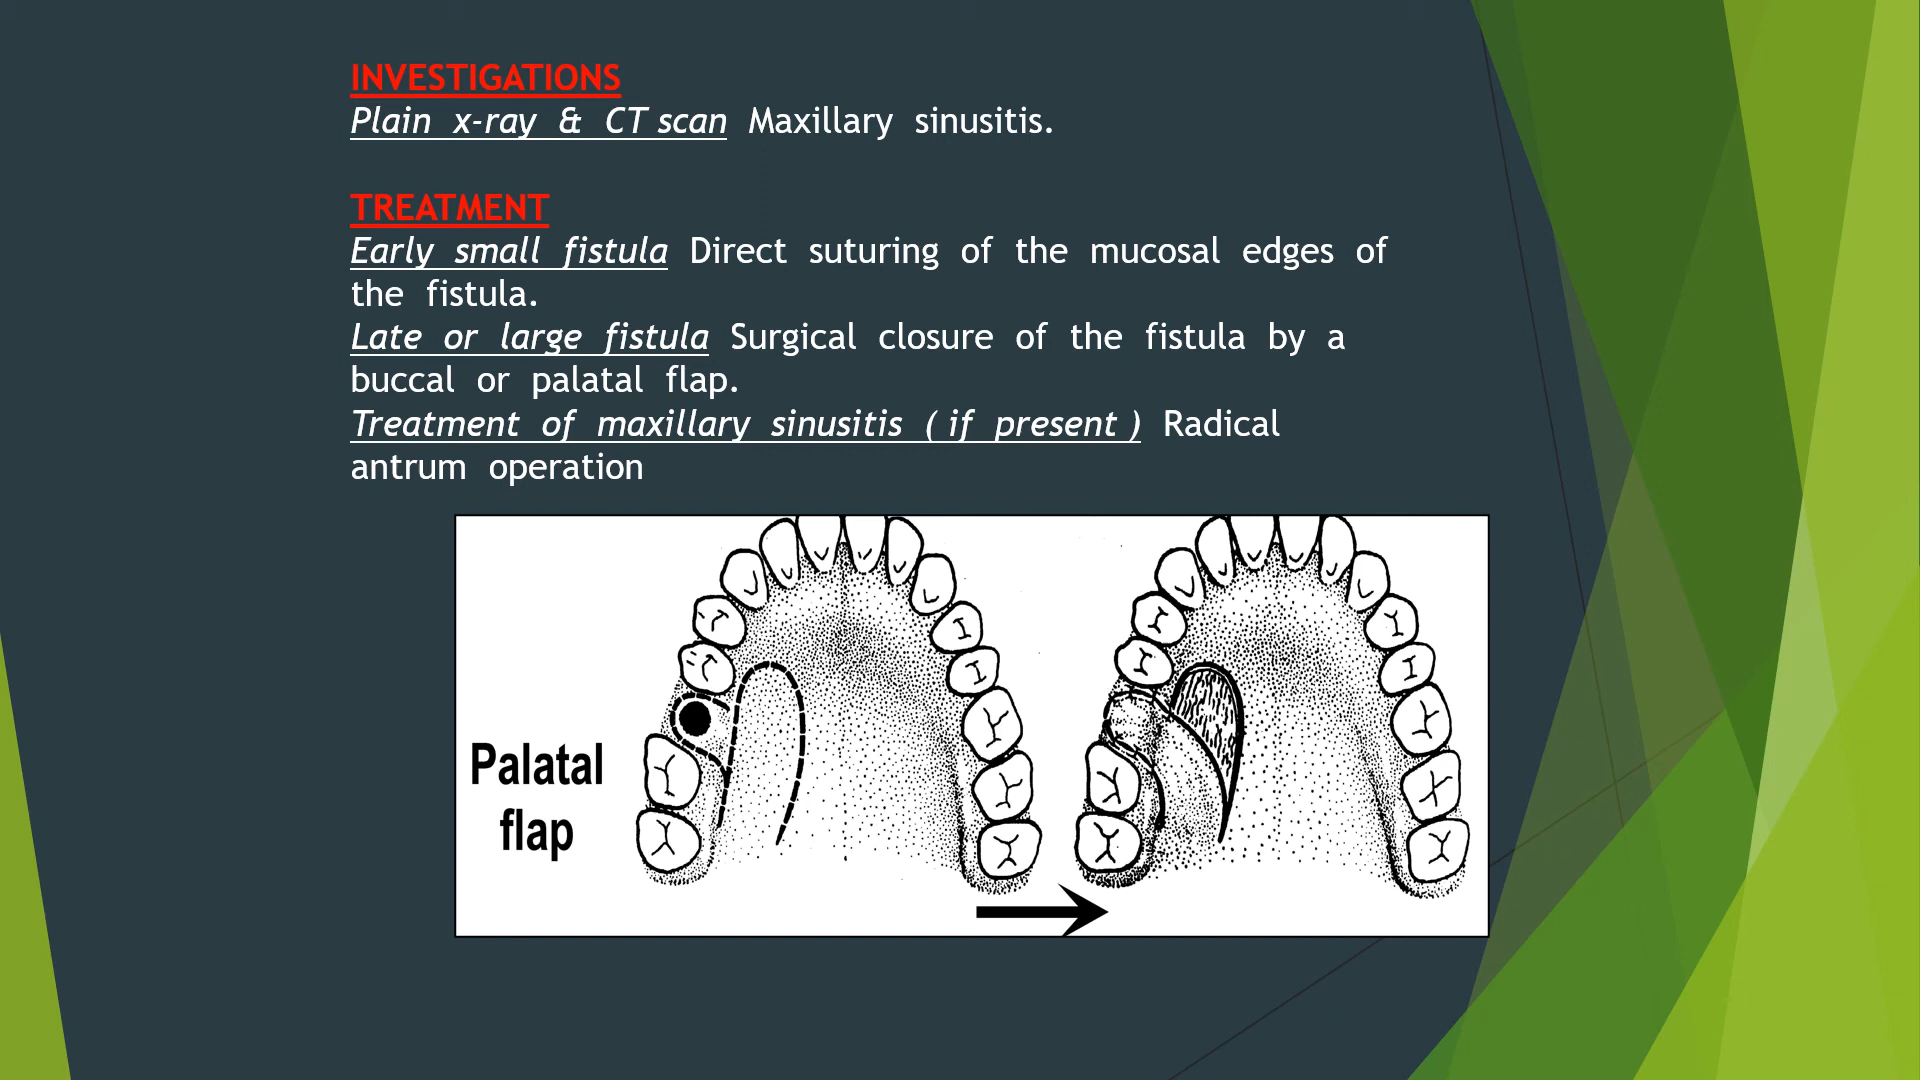 INVESTIGATIONS
Plain x-ray & CT scan Maxillary sinusitis.
TREATMENT
Early small fistula Direct suturing of the mucosal edges of
the fistula.
Late or large fistula Surgical closure of the fistula by a
buccal or palatal flap.
Treatment of maxillary sinusitis ( if present ) Radical
antrum operation
Palatal
flap